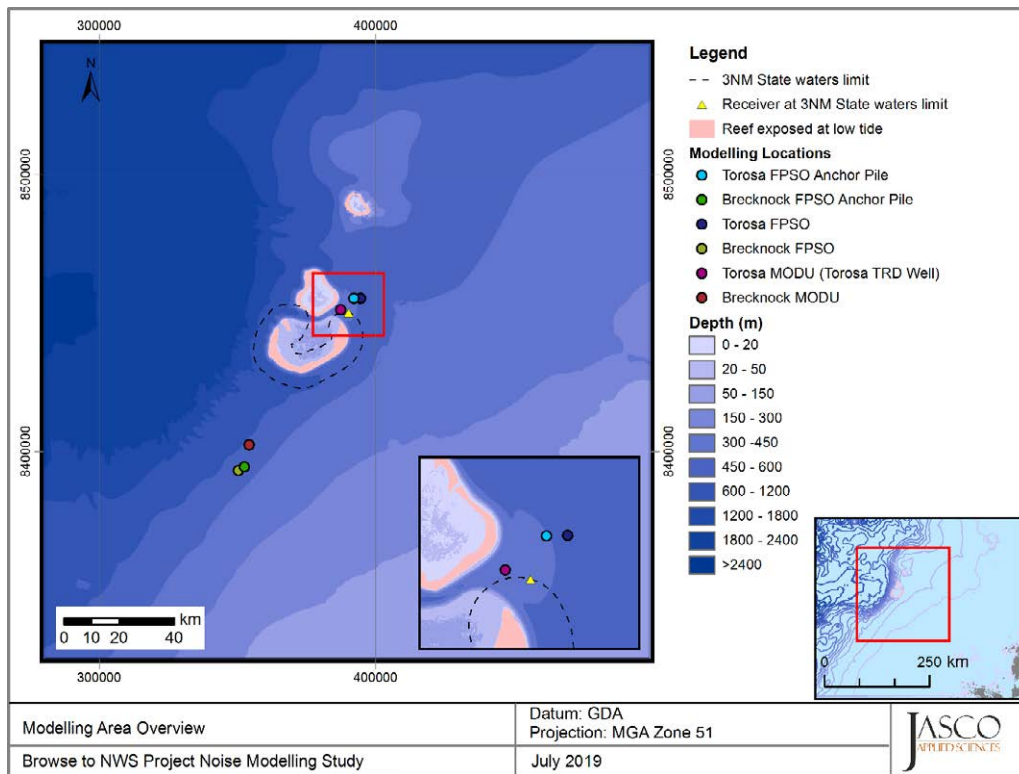 300000
400000
N
8500000
8500000
8400000
8400000
km
0 10 20 40
300000
400000
Legend
3NM State waters limit
Receiver at 3NM State waters limit
Reef exposed at low tide
Modelling Locations
Torosa FPSO Anchor Pile
Brecknock FPSO Anchor Pile
Torosa FPSO
Brecknock FPSO
Torosa MODU (Torosa TRD Well)
Brecknock MODU
Depth (m)
0 - 20
20 - 50
50 - 150
150 - 300
300 -450
450 - 600
600 - 1200
1200 - 1800
1800 - 2400
>2400
0 250 km
Modelling Area Overview
Datum: GDA
Projection: MGA Zone 51
Browse to NWS Project Noise Modelling Study
July 2019
JASCO
APPLIED SCIENCES